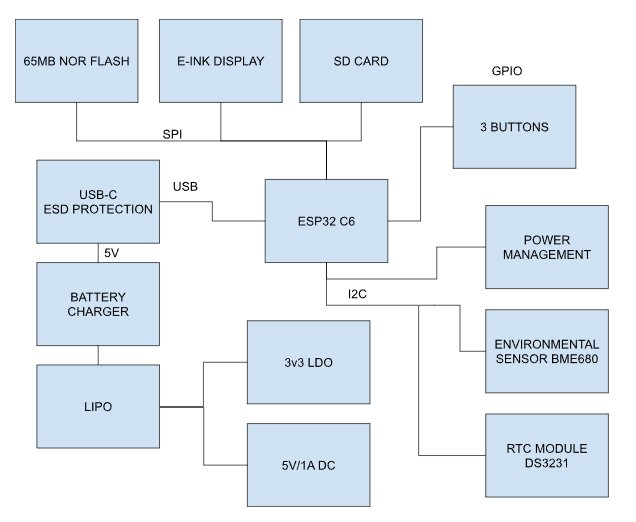 65MB NOR FLASH
E-INK DISPLAY
SD CARD
GPIO
3 BUTTONS
SPI
USB-C
ESD PROTECTION
USB
ESP32 C6
POWER
MANAGEMENT
5V
BATTERY
CHARGER
I2C
ENVIRONMENTAL
SENSOR BME680
3v3 LDO
LIPO
RTC MODULE
DS3231
5V/1A DC